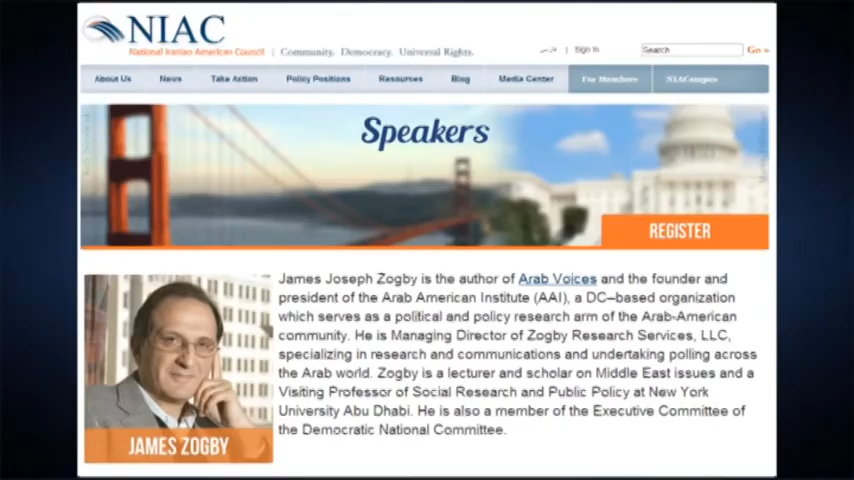 NIAC
National Iranian American Council | Community. Democracy. Universal Rights.
فارسی | Sign In Search Go »
About Us News Take Action Policy Positions Resources Blog Media Center For Members NIACampus
Speakers
REGISTER
James Joseph Zogby is the author of Arab Voices and the founder and
president of the Arab American Institute (AAI), a DC–based organization
which serves as a political and policy research arm of the Arab-American
community. He is Managing Director of Zogby Research Services, LLC,
specializing in research and communications and undertaking polling across
the Arab world. Zogby is a lecturer and scholar on Middle East issues and a
Visiting Professor of Social Research and Public Policy at New York
University Abu Dhabi. He is also a member of the Executive Committee of
the Democratic National Committee.
JAMES ZOGBY